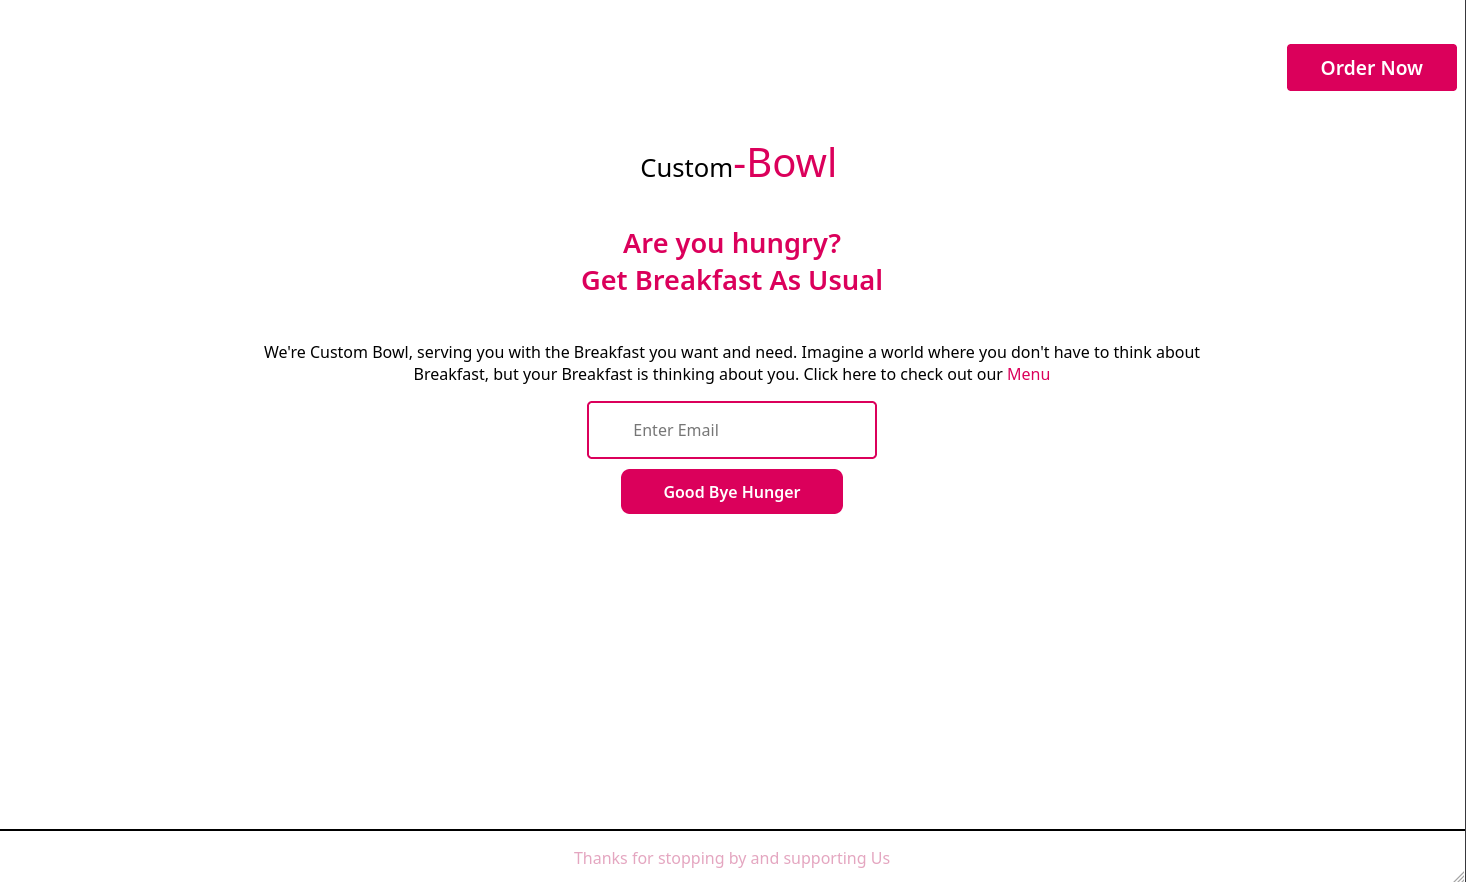 Order Now
Custom-Bowl
Are you hungry?
Get Breakfast As Usual
We're Custom Bowl, serving you with the Breakfast you want and need. Imagine a world where you don't have to think about
Breakfast, but your Breakfast is thinking about you. Click here to check out our Menu
Enter Email
Good Bye Hunger
Thanks for stopping by and supporting Us